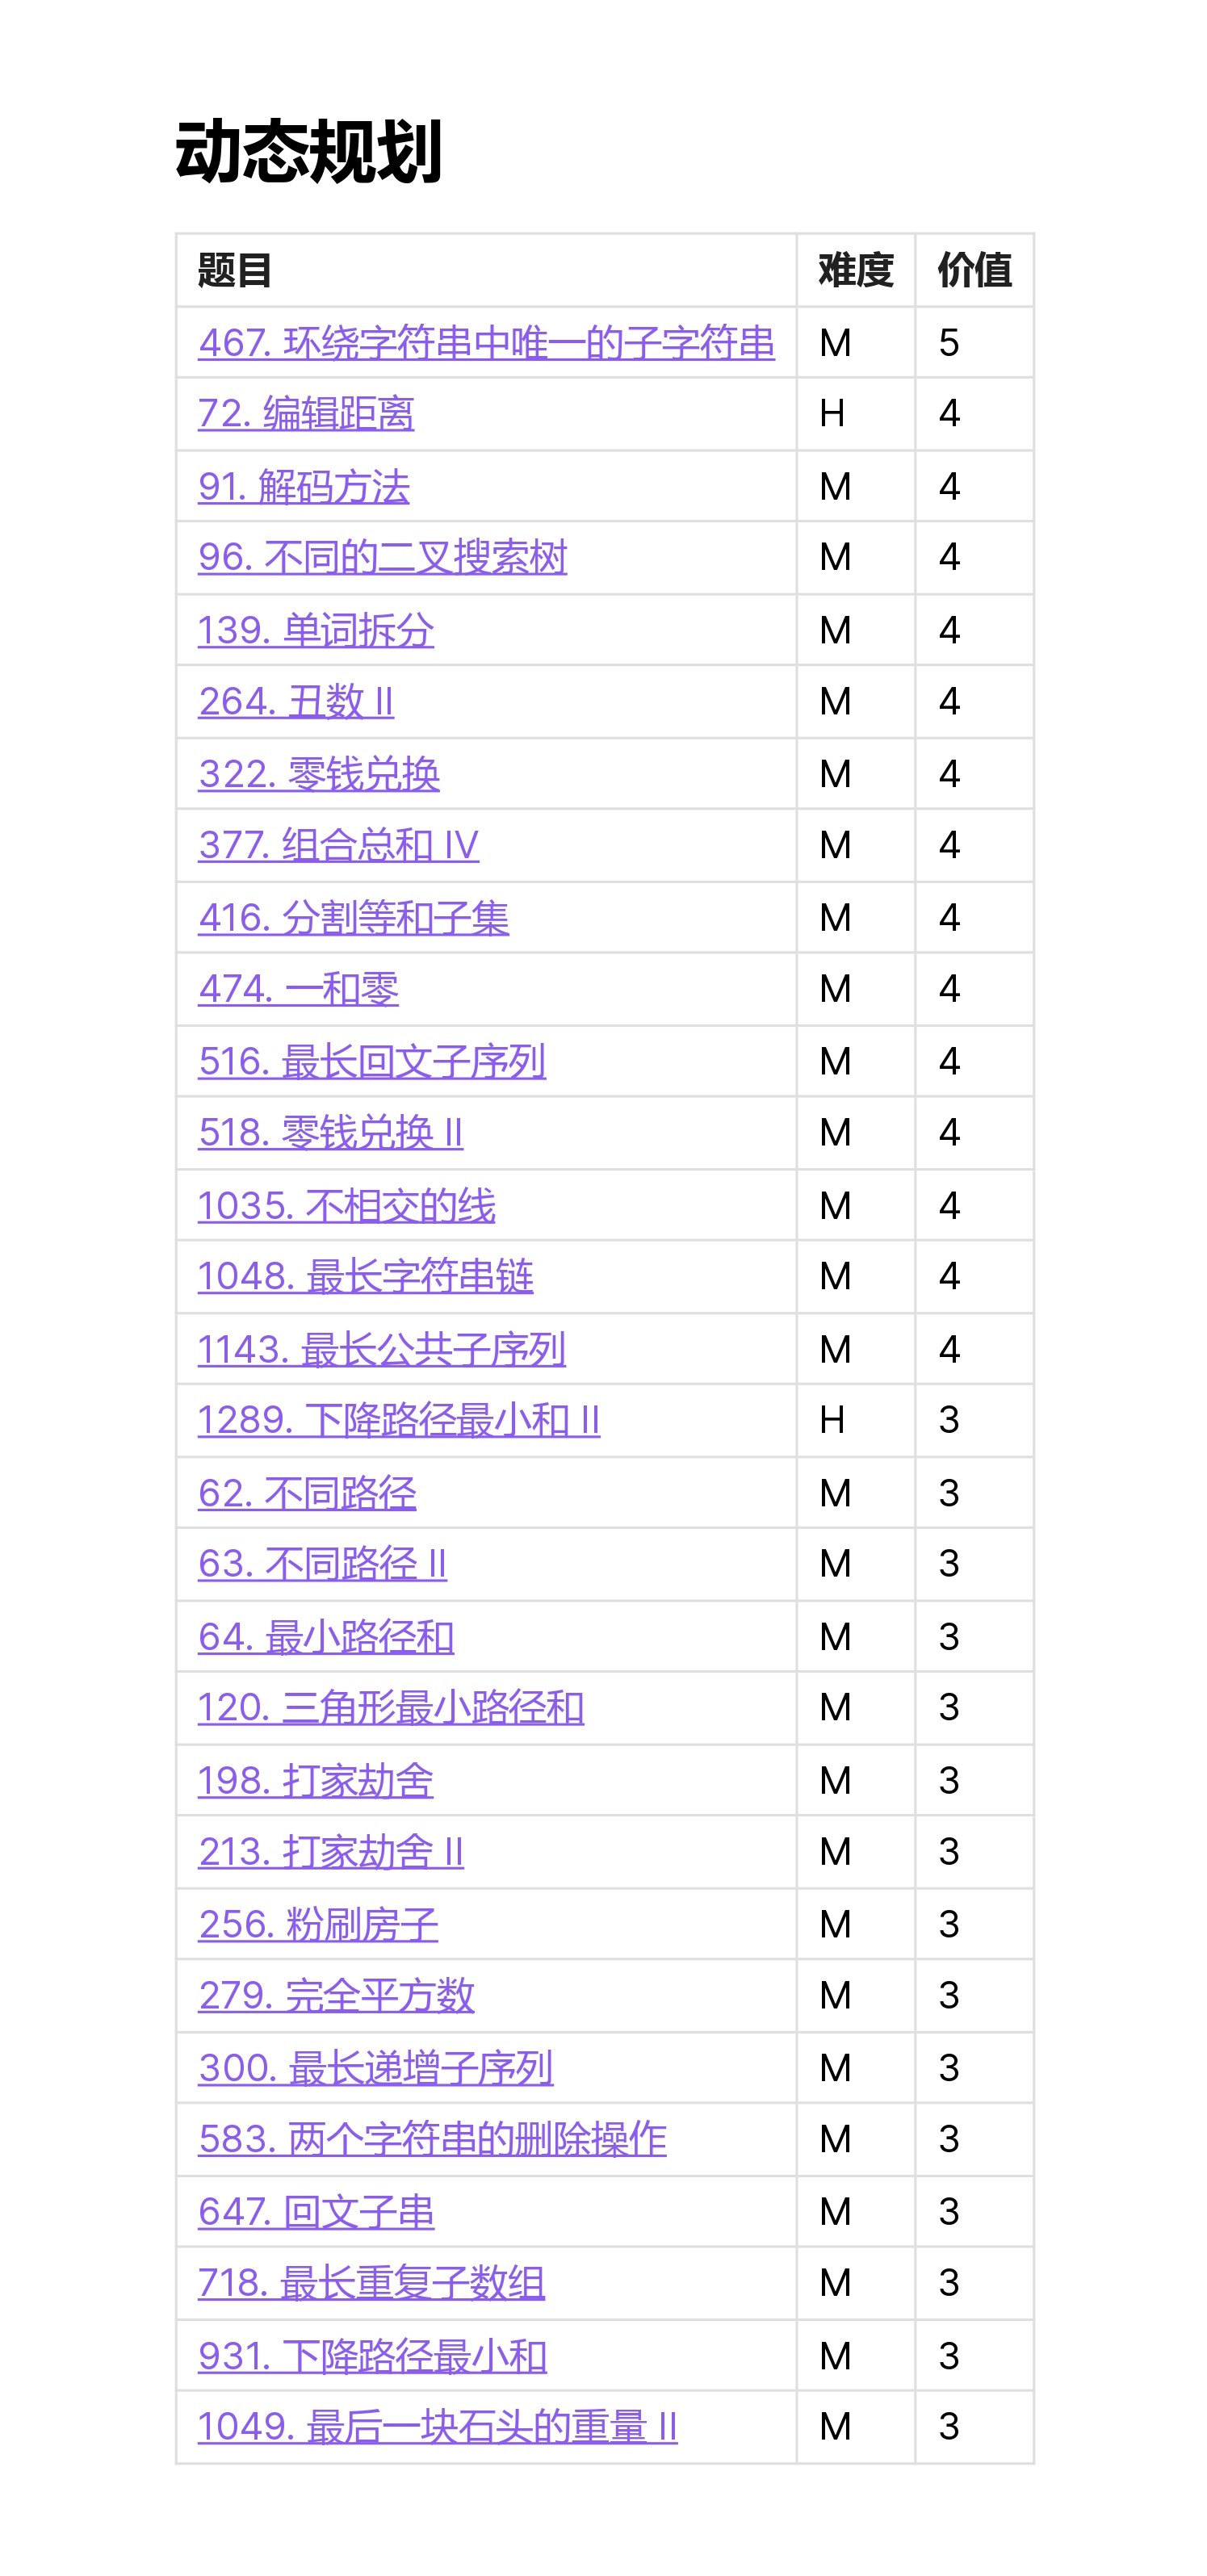 动态规划
题目 难度 价值
467. 环绕字符串中唯一的子字符串 M 5
72. 编辑距离 H 4
91. 解码方法 M 4
96. 不同的二叉搜索树 M 4
139. 单词拆分 M 4
264. 丑数 II M 4
322. 零钱兑换 M 4
377. 组合总和 IV M 4
416. 分割等和子集 M 4
474. 一和零 M 4
516. 最长回文子序列 M 4
518. 零钱兑换 II M 4
1035. 不相交的线 M 4
1048. 最长字符串链 M 4
1143. 最长公共子序列 M 4
1289. 下降路径最小和 II H 3
62. 不同路径 M 3
63. 不同路径 II M 3
64. 最小路径和 M 3
120. 三角形最小路径和 M 3
198. 打家劫舍 M 3
213. 打家劫舍 II M 3
256. 粉刷房子 M 3
279. 完全平方数 M 3
300. 最长递增子序列 M 3
583. 两个字符串的删除操作 M 3
647. 回文子串 M 3
718. 最长重复子数组 M 3
931. 下降路径最小和 M 3
1049. 最后一块石头的重量 II M 3